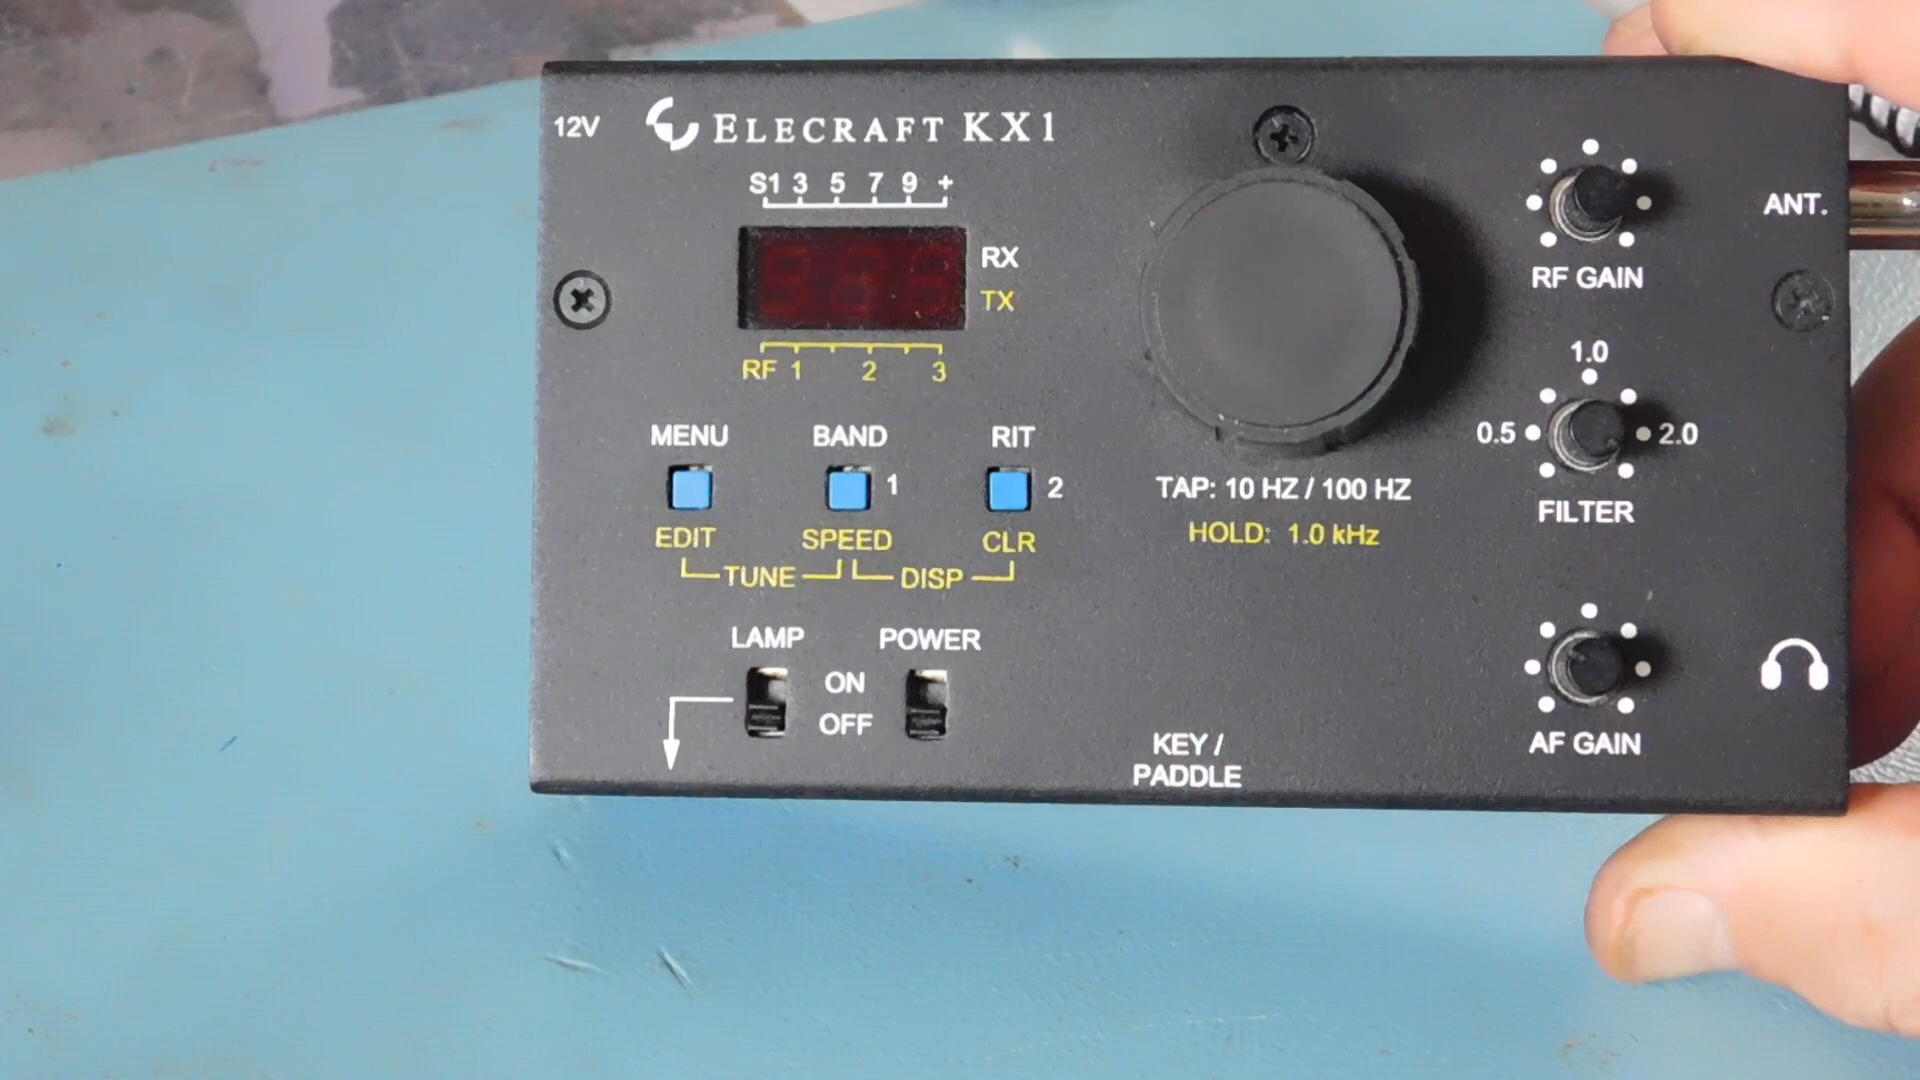 12V ELECRAFT KX1
S1 3 5 7 9 +
RX
TX
RF 1 2 3
MENU BAND RIT
1 2
EDIT SPEED CLR
TUNE DISP
LAMP POWER
ON
OFF
TAP: 10 HZ / 100 HZ
HOLD: 1.0 kHz
KEY /
PADDLE
RF GAIN
ANT.
1.0
0.5 2.0
FILTER
AF GAIN